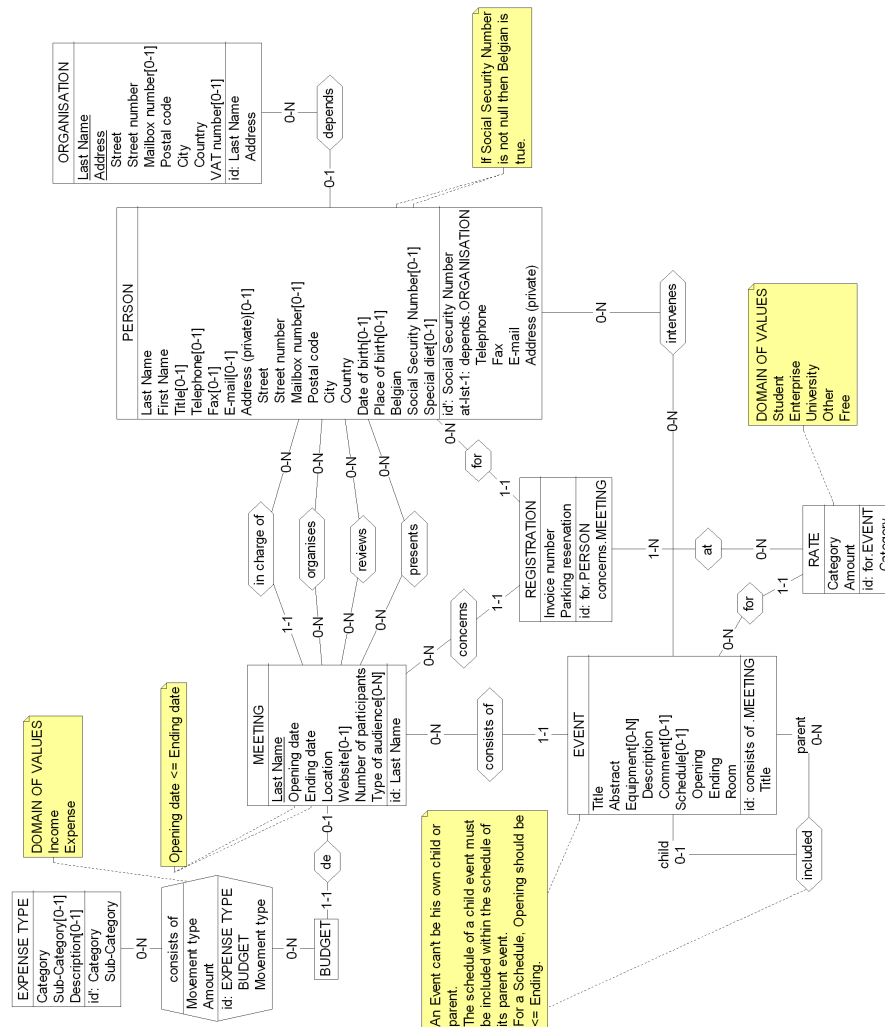 ORGANISATION
Last Name
Address
Street
Street number
Mailbox number[0-1]
Postal code
City
Country
VAT number[0-1]
id: Last Name
Address
0-N
depends
0-1
If Social Security Number
is not null then Belgian is
true.
PERSON
Last Name
First Name
Title[0-1]
Telephone[0-1]
Fax[0-1]
E-mail[0-1]
Address (private)[0-1]
Street
Street number
Mailbox number[0-1]
Postal code
City
Country
Date of birth[0-1]
Place of birth[0-1]
Belgian
Social Security Number[0-1]
Special diet[0-1]
id': Social Security Number
at-lst-1: depends.ORGANISATION
Telephone
Fax
E-mail
Address (private)
0-N
intervenes
0-N
DOMAIN OF VALUES
Student
Enterprise
University
Other
Free
0-N
0-N
0-N
0-N
0-N
for
1-1
in charge of
organises
reviews
presents
1-1
0-N
0-N
0-N
REGISTRATION
Invoice number
Parking reservation
id: for.PERSON
concerns.MEETING
1-N
at
0-N
RATE
Category
Amount
id: for.EVENT
Category
1-1
concerns
0-N
1-1
for
0-N
DOMAIN OF VALUES
Income
Expense
Opening date <= Ending date
MEETING
Last Name
Opening date
Ending date
Location
Website[0-1]
Number of participants
Type of audience[0-N]
id: Last Name
0-N
consists of
1-1
EVENT
Title
Abstract
Equipment[0-N]
Description
Comment[0-1]
Schedule[0-1]
Opening
Ending
Room
id: consists of .MEETING
Title
child
0-1
parent
0-N
included
EXPENSE TYPE
Category
Sub-Category[0-1]
Description[0-1]
id': Category
Sub-Category
0-N
consists of
Movement type
Amount
id: EXPENSE TYPE
BUDGET
Movement type
0-N
BUDGET
1-1
de
0-1
An Event can't be his own child or
parent.
The schedule of a child event must
be included within the schedule of
its parent event.
For a Schedule, Opening should be
<= Ending.